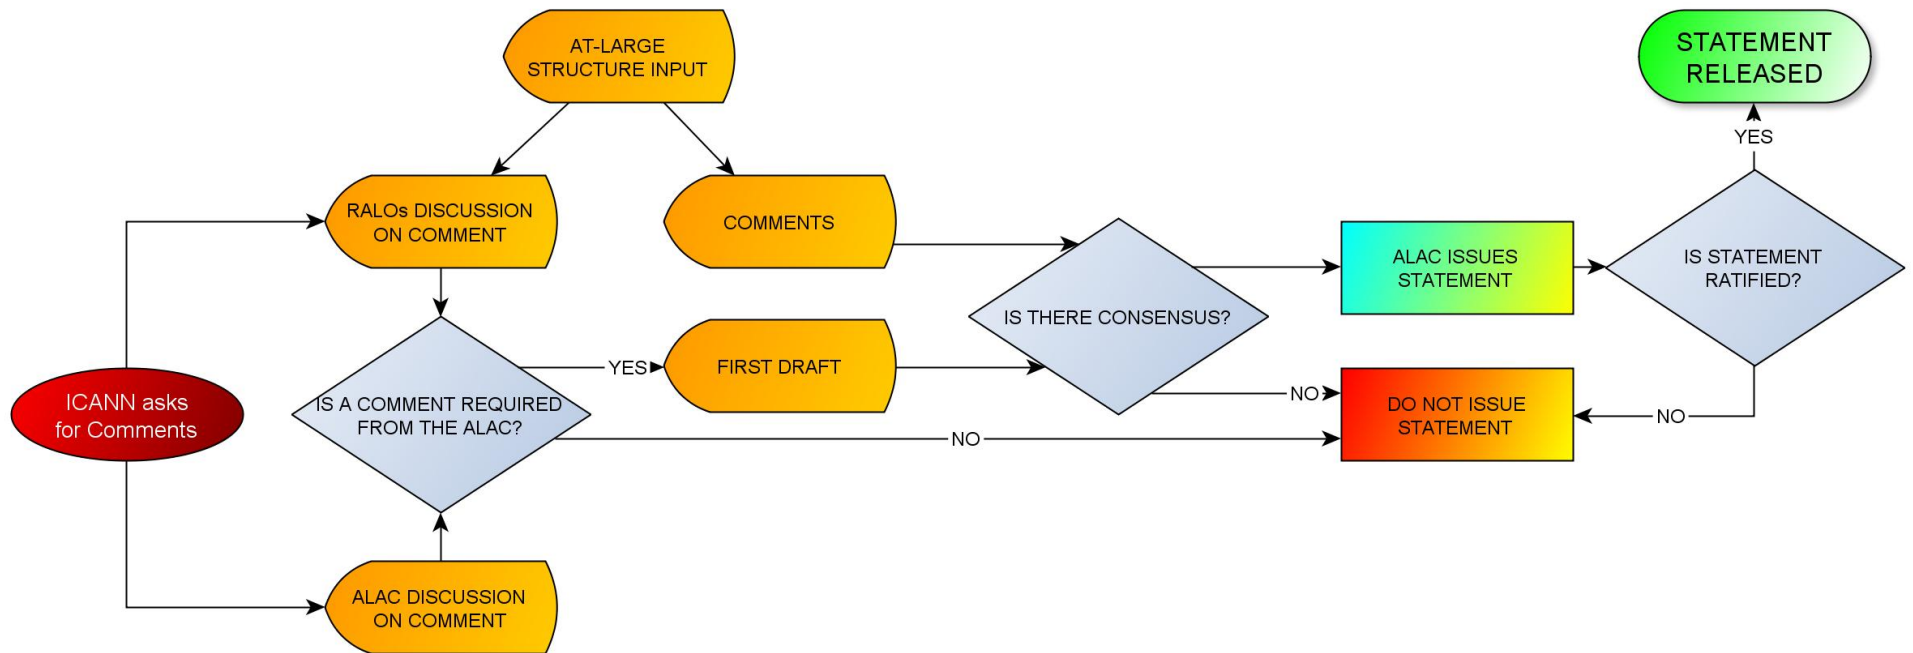 AT-LARGE
STRUCTURE INPUT
STATEMENT
RELEASED
YES
RALOs DISCUSSION
ON COMMENT
COMMENTS
ALAC ISSUES
STATEMENT
IS STATEMENT
RATIFIED?
IS THERE CONSENSUS?
YES
FIRST DRAFT
ICANN asks
for Comments
IS A COMMENT REQUIRED
FROM THE ALAC?
NO
DO NOT ISSUE
STATEMENT
NO
NO
ALAC DISCUSSION
ON COMMENT